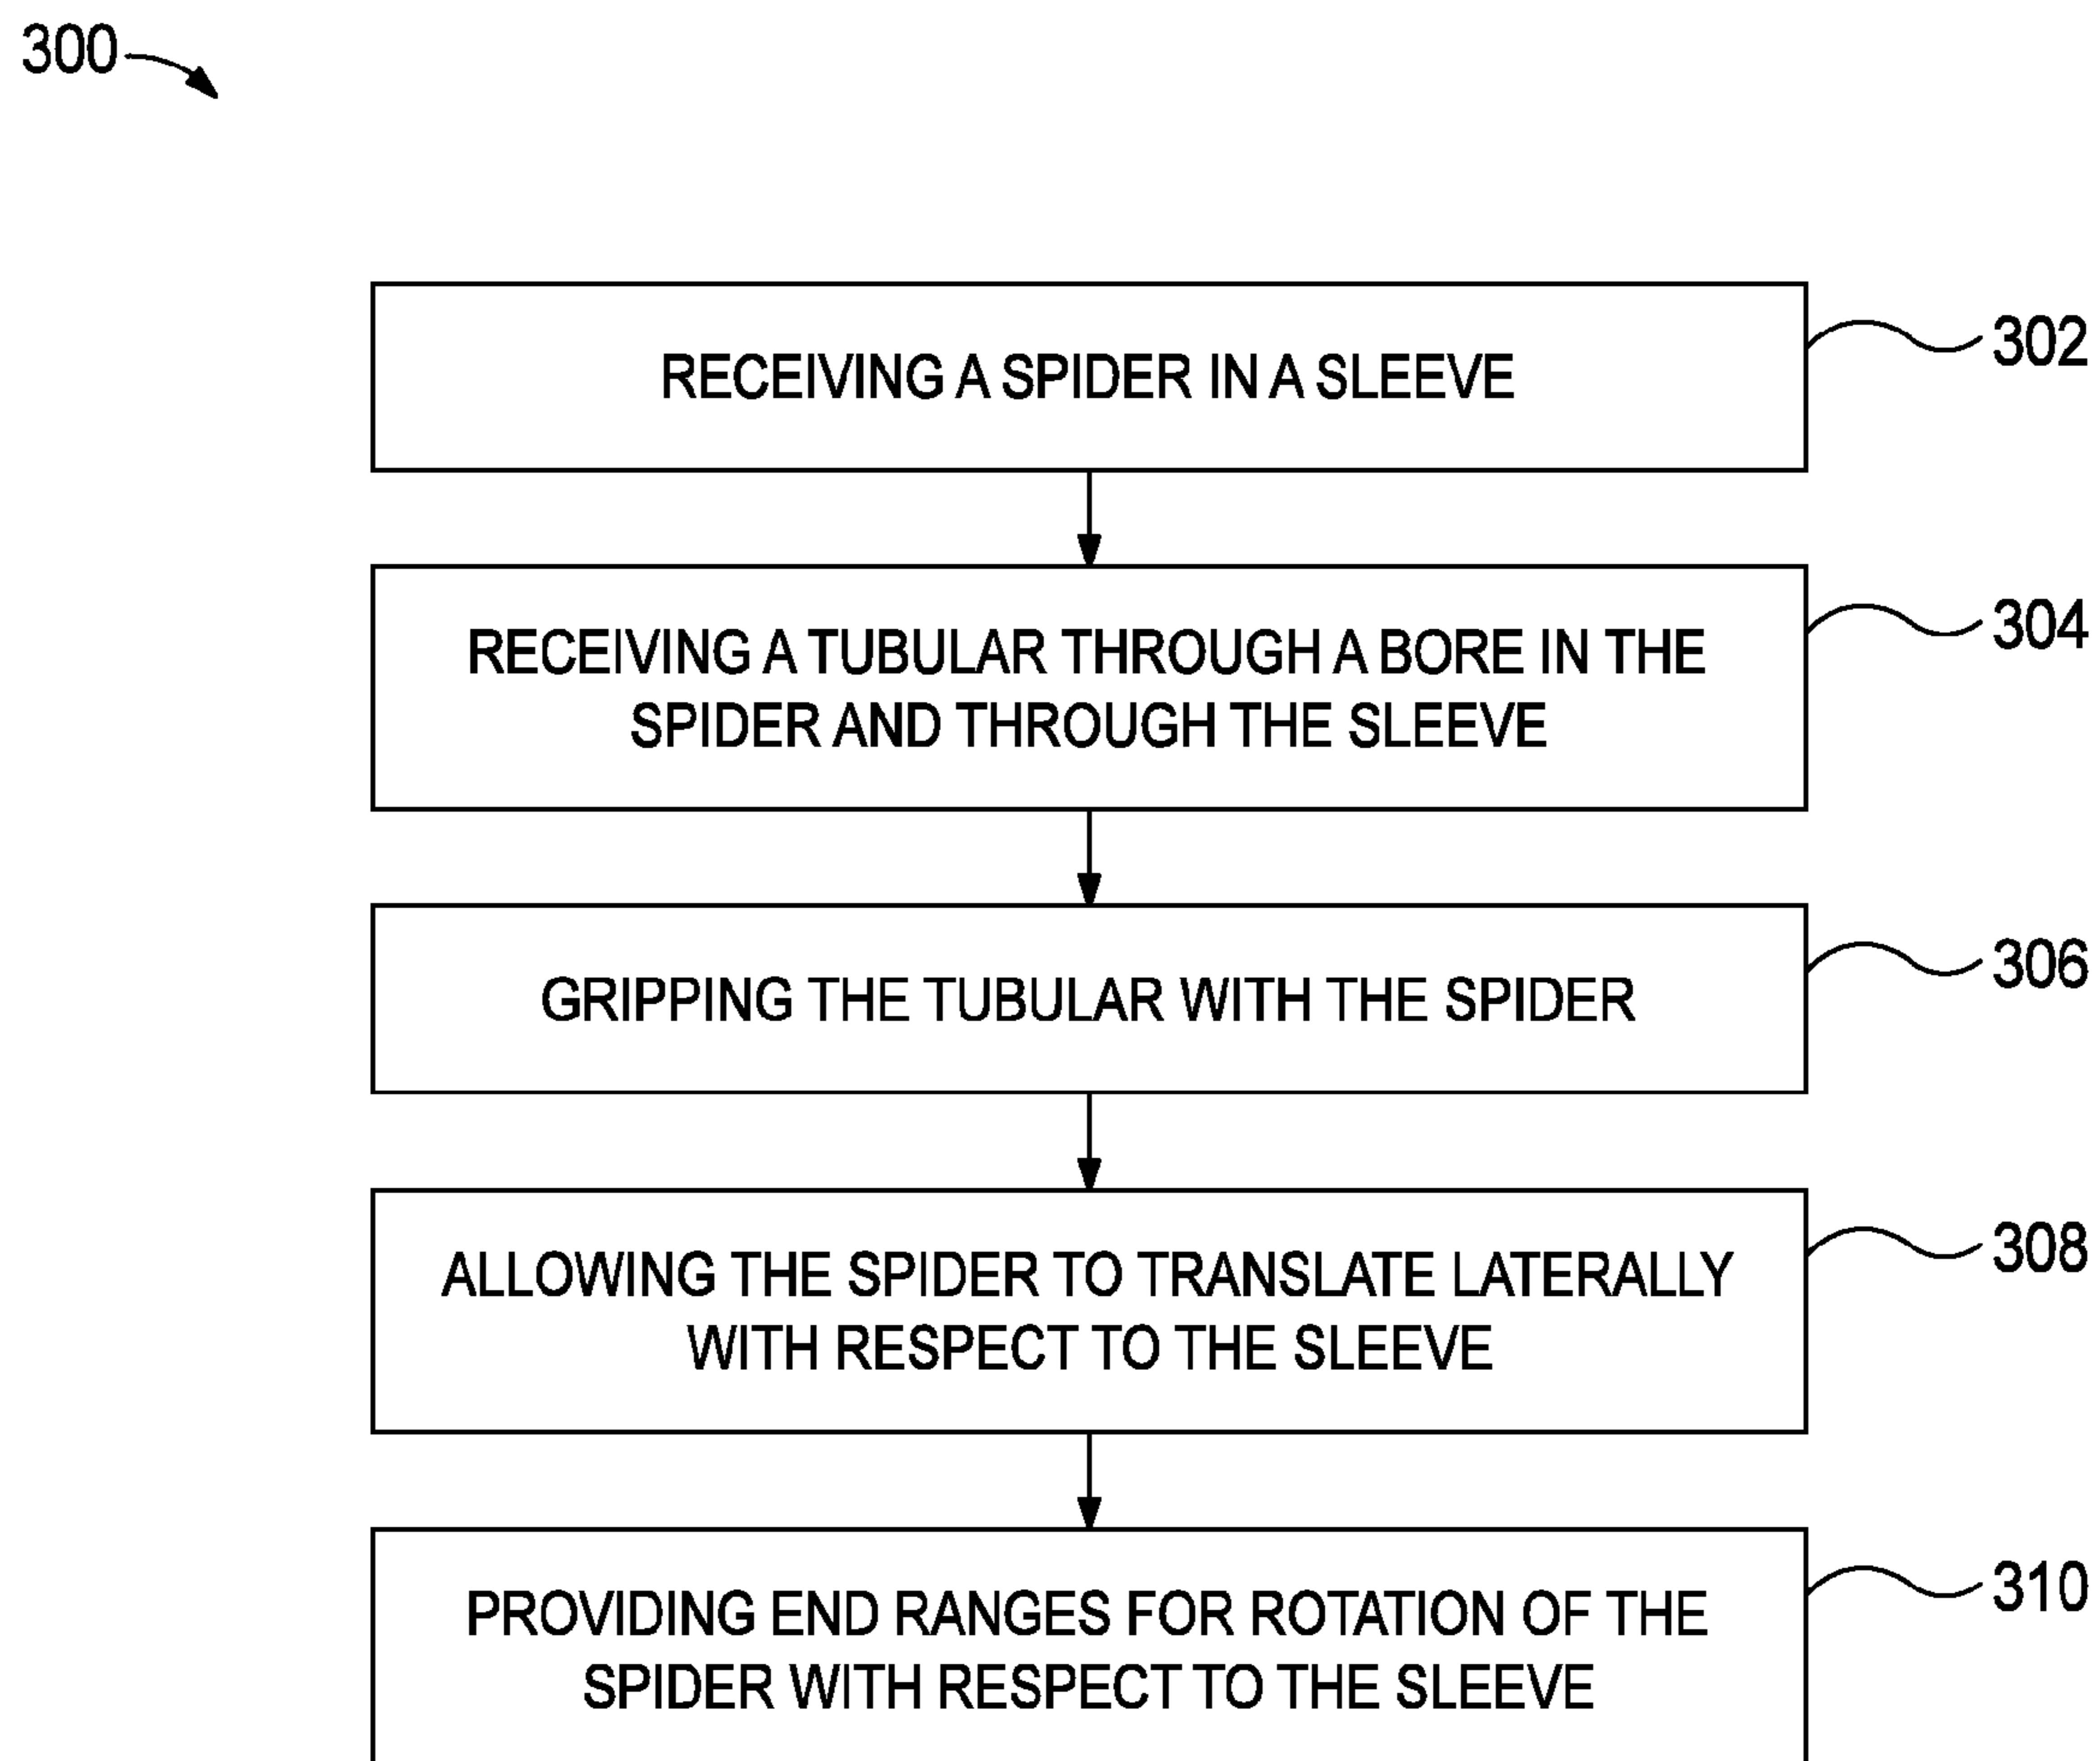 300
RECEIVING A SPIDER IN A SLEEVE
302
RECEIVING A TUBULAR THROUGH A BORE IN THE
SPIDER AND THROUGH THE SLEEVE
304
GRIPPING THE TUBULAR WITH THE SPIDER
306
ALLOWING THE SPIDER TO TRANSLATE LATERALLY
WITH RESPECT TO THE SLEEVE
308
PROVIDING END RANGES FOR ROTATION OF THE
SPIDER WITH RESPECT TO THE SLEEVE
310